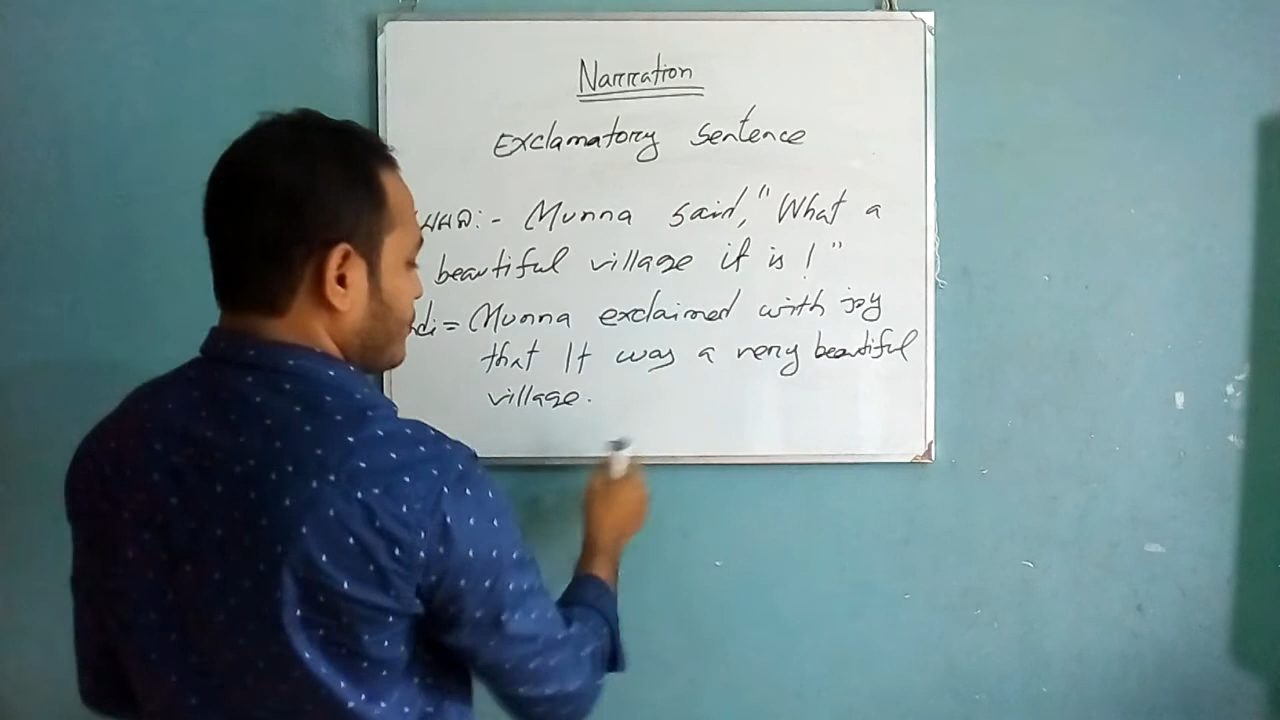 Narrration
Exclamatory sentence
:- Munna said, "What a
beautiful village it is ! "
= Munna exclaimed with joy
that It was a very beautiful
village.